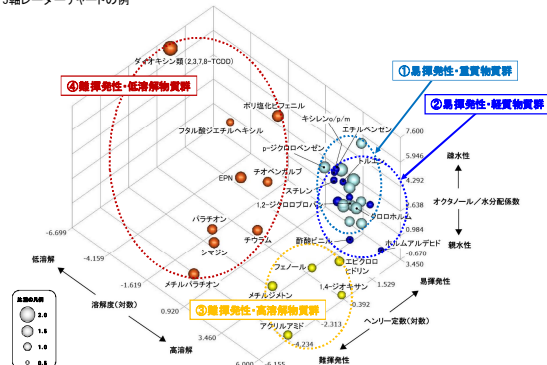 3軸レーダーチャートの例
ダイオキシン類（2,3,7,8-TCDD）
④難揮発性・低溶解物質群
①易揮発性・重質物質群
②易揮発性・軽質物質群
ポリ塩化ビフェニル
キシレンo/p/m
エチルベンゼン
フタル酸ジエチルヘキシル
p-ジクロロベンゼン
トルエン
EPN
チオベンカルブ
スチレン
1,2-ジクロロプロパン
クロロホルム
パラチオン
チウラム
シマジン
酢酸ビニル
ホルムアルデヒド
メチルパラチオン
フェノール
エピクロロ
ヒドリン
メチルジメトン
1,4-ジオキサン
③難揮発性・高溶解物質群
アクリルアミド
7.600
5.946
4.292
2.638
0.984
-0.670
疎水性
オクタノール／水分配係数
親水性
3.450
1.529
-0.392
-2.313
-4.234
-6.155
易揮発性
ヘンリー定数（対数）
難揮発性
-6.699
-4.159
-1.619
0.920
3.460
6.000
低溶解
溶解度（対数）
高溶解
2.0
1.5
1.0
0.5